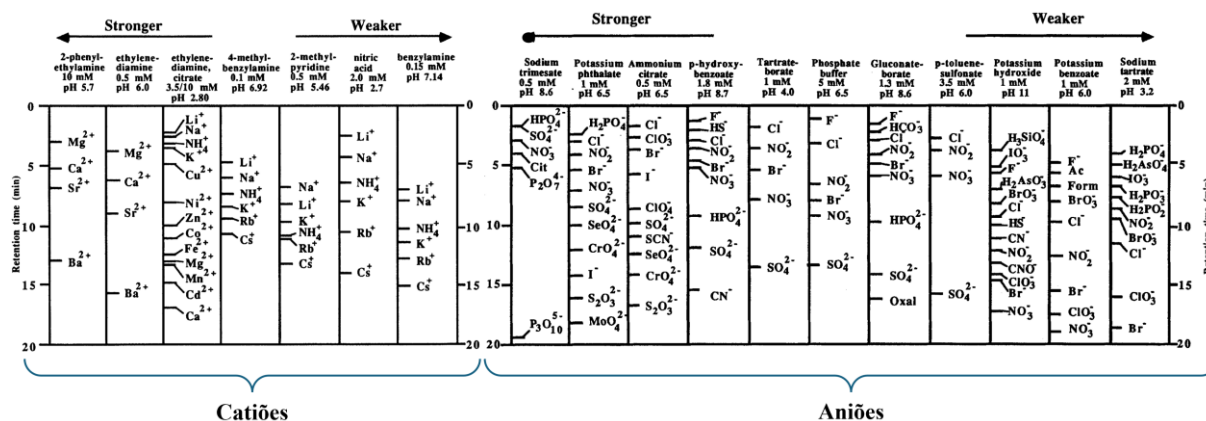 Stronger
Weaker
2-phenyl-
ethylamine
10 mM
pH 5.7
ethylene-
diamine
0.5 mM
pH 6.0
ethylene-
diamine,
citrate
3.5/10 mM
pH 2.80
4-methyl-
benzylamine
0.1 mM
pH 6.92
2-methyl-
pyridine
0.5 mM
pH 5.46
nitric
acid
2.0 mM
pH 2.7
benzylamine
0.15 mM
pH 7.14
Retention time (min)
0
5
10
15
20
Mg2+
Ca2+
Sr2+
Ba2+
Mg2+
Ca2+
Sr2+
Ba2+
Li+
Na+
NH4+
K+
Cu2+
Ni2+
Zn2+
Co2+
Fe2+
Mg2+
Mn2+
Cd2+
Ca2+
Li+
Na+
NH4+
K+
Rb+
Cs+
Na+
Li+
K+
NH4+
Rb+
Cs+
Li+
Na+
NH4+
K+
Rb+
Cs+
Li+
Na+
NH4+
K+
Rb+
Cs+
0
5
10
15
20
Catiões
Stronger
Weaker
Sodium
trimesate
0.5 mM
pH 8.6
Potassium
phthalate
1 mM
pH 6.5
Ammonium
citrate
0.5 mM
pH 6.5
p-hydroxy-
benzoate
1.8 mM
pH 8.7
Tartrate-
borate
1 mM
pH 4.0
Phosphate
buffer
5 mM
pH 6.5
Gluconate-
borate
1.3 mM
pH 8.6
p-toluene-
sulfonate
3.5 mM
pH 6.0
Potassium
hydroxide
1 mM
pH 11
Potassium
benzoate
1 mM
pH 6.0
Sodium
tartrate
2 mM
pH 3.2
Retention time (min)
0
5
10
15
20
HPO42-
SO42-
NO3-
Cit
P2O74-
P3O105-
H2PO4-
Cl-
NO2-
Br-
NO3-
SO42-
SeO42-
CrO42-
I-
S2O32-
MoO42-
Cl-
ClO3-
Br-
I-
ClO4-
SO42-
SCN-
SeO42-
CrO42-
S2O32-
F-
HS-
Cl-
NO2-
Br-
NO3-
HPO42-
SO42-
CN-
Cl-
NO2-
Br-
NO3-
SO42-
F-
Cl-
NO2-
Br-
NO3-
SO42-
F-
HCO3-
Cl-
NO2-
Br-
NO3-
HPO42-
SO42-
Oxal
Cl-
NO2-
NO3-
SO42-
H3SiO4-
IO3-
F-
H2AsO3-
BrO3-
Cl-
HS-
CN-
NO2-
CNO-
ClO3-
Br-
NO3-
F-
Ac
Form
BrO3-
Cl-
NO2-
Br-
ClO3-
NO3-
H2PO4-
H2AsO4-
IO3-
H2PO3-
H2PO2-
NO2-
BrO3-
Cl-
ClO3-
Br-
0
5
10
15
20
Aniões